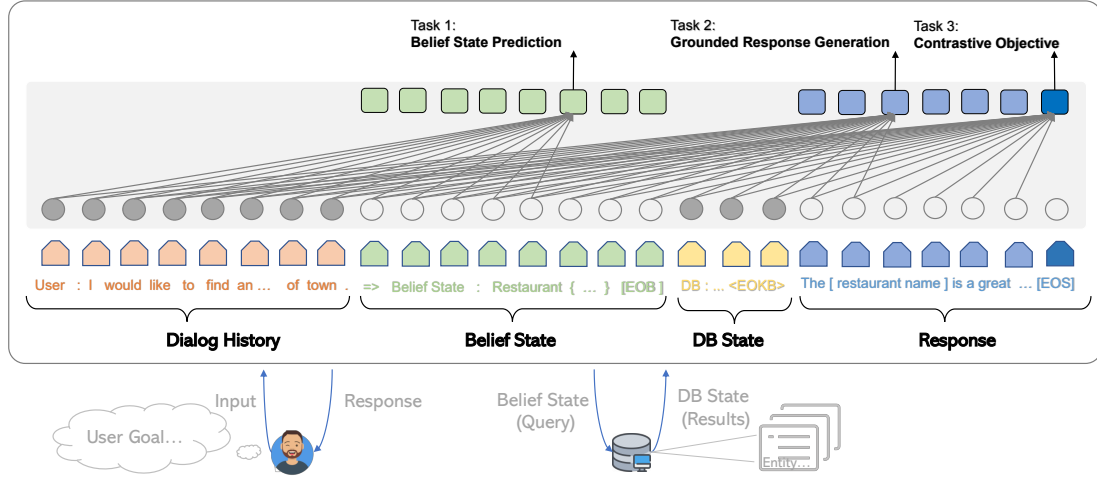 Task 1:
Belief State Prediction
Task 2:
Grounded Response Generation
Task 3:
Contrastive Objective
User : I would like to find an ... of town .
=> Belief State : Restaurant { ... } [EOB ]
DB : ... <EOKB>
The [ restaurant name ] is a great ... [EOS]
Dialog History
Belief State
DB State
Response
Input
Response
Belief State
(Query)
DB State
(Results)
User Goal...
Entity...